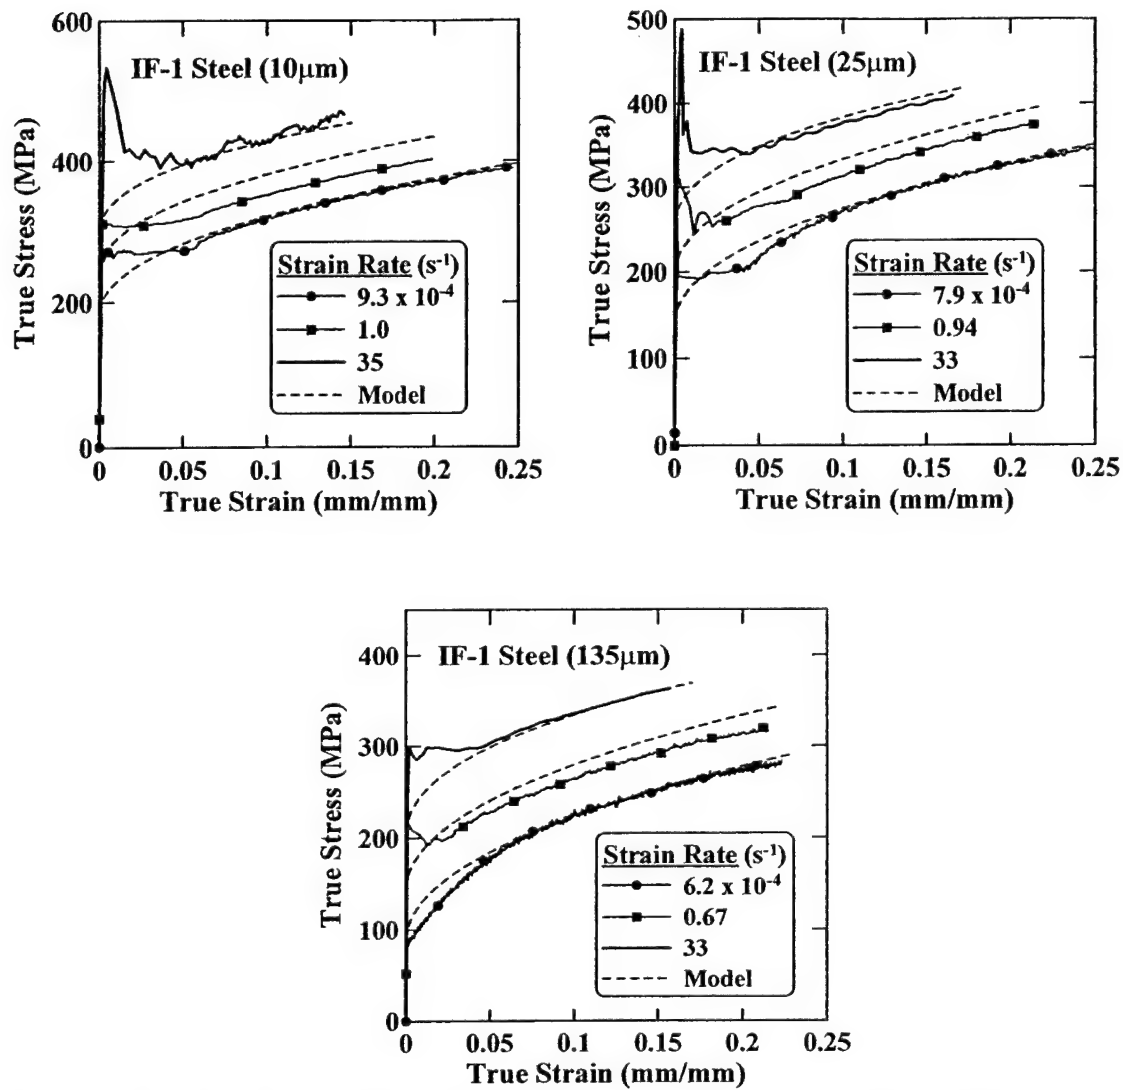 600
400
200
0
True Stress (MPa)
IF-1 Steel (10μm)
Strain Rate (s⁻¹)
9.3 x 10⁻⁴
1.0
35
Model
0 0.05 0.1 0.15 0.2 0.25
True Strain (mm/mm)
500
400
300
200
100
0
True Stress (MPa)
IF-1 Steel (25μm)
Strain Rate (s⁻¹)
7.9 x 10⁻⁴
0.94
33
Model
0 0.05 0.1 0.15 0.2 0.25
True Strain (mm/mm)
400
300
200
100
0
True Stress (MPa)
IF-1 Steel (135μm)
Strain Rate (s⁻¹)
6.2 x 10⁻⁴
0.67
33
Model
0 0.05 0.1 0.15 0.2 0.25
True Strain (mm/mm)